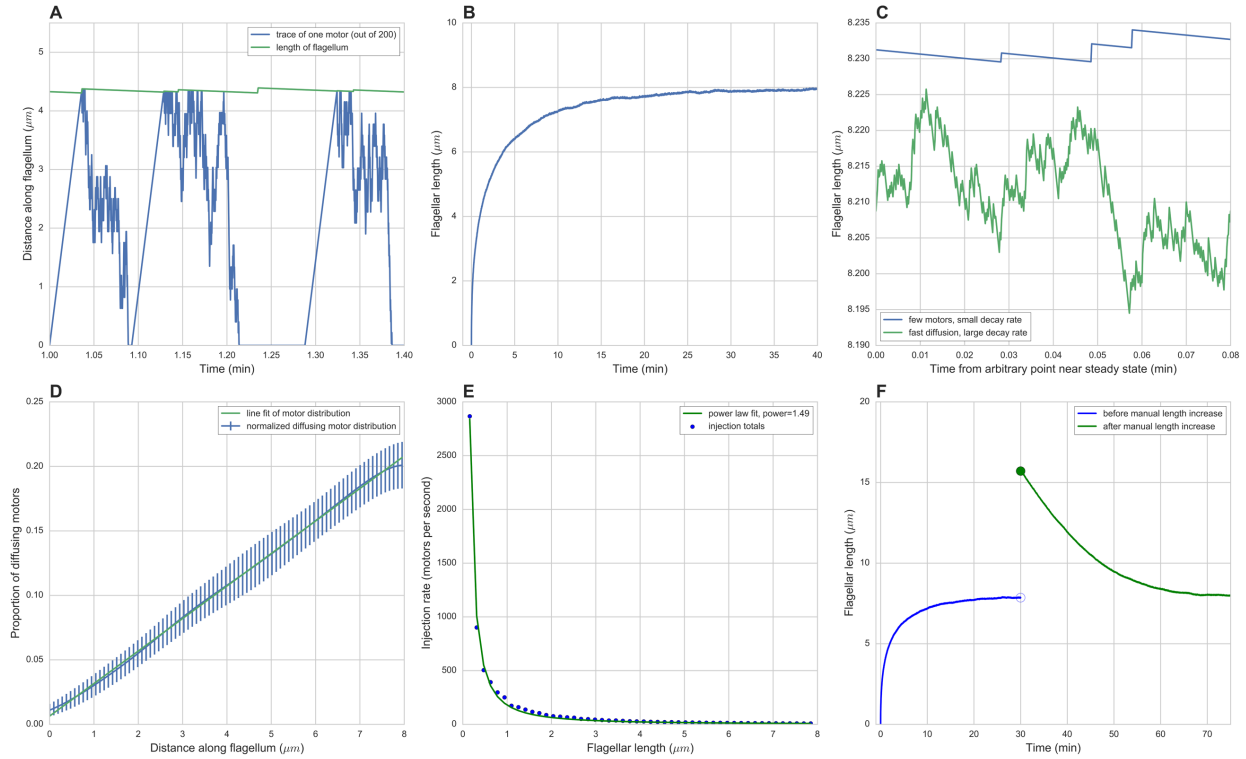 A
trace of one motor (out of 200)
length of flagellum
Distance along flagellum (μm)
5
4
3
2
1
0
1.00 1.05 1.10 1.15 1.20 1.25 1.30 1.35 1.40
Time (min)
B
Flagellar length (μm)
10
8
6
4
2
0
0 5 10 15 20 25 30 35 40
Time (min)
C
Flagellar length (μm)
8.235
8.230
8.225
8.220
8.215
8.210
8.205
8.200
8.195
8.190
few motors, small decay rate
fast diffusion, large decay rate
0.00 0.01 0.02 0.03 0.04 0.05 0.06 0.07 0.08
Time from arbitrary point near steady state (min)
D
line fit of motor distribution
normalized diffusing motor distribution
Proportion of diffusing motors
0.25
0.20
0.15
0.10
0.05
0.00
0 1 2 3 4 5 6 7 8
Distance along flagellum (μm)
E
power law fit, power=1.49
injection totals
Injection rate (motors per second)
3000
2500
2000
1500
1000
500
0
0 1 2 3 4 5 6 7 8
Flagellar length (μm)
F
before manual length increase
after manual length increase
Flagellar length (μm)
20
15
10
5
0
0 10 20 30 40 50 60 70
Time (min)